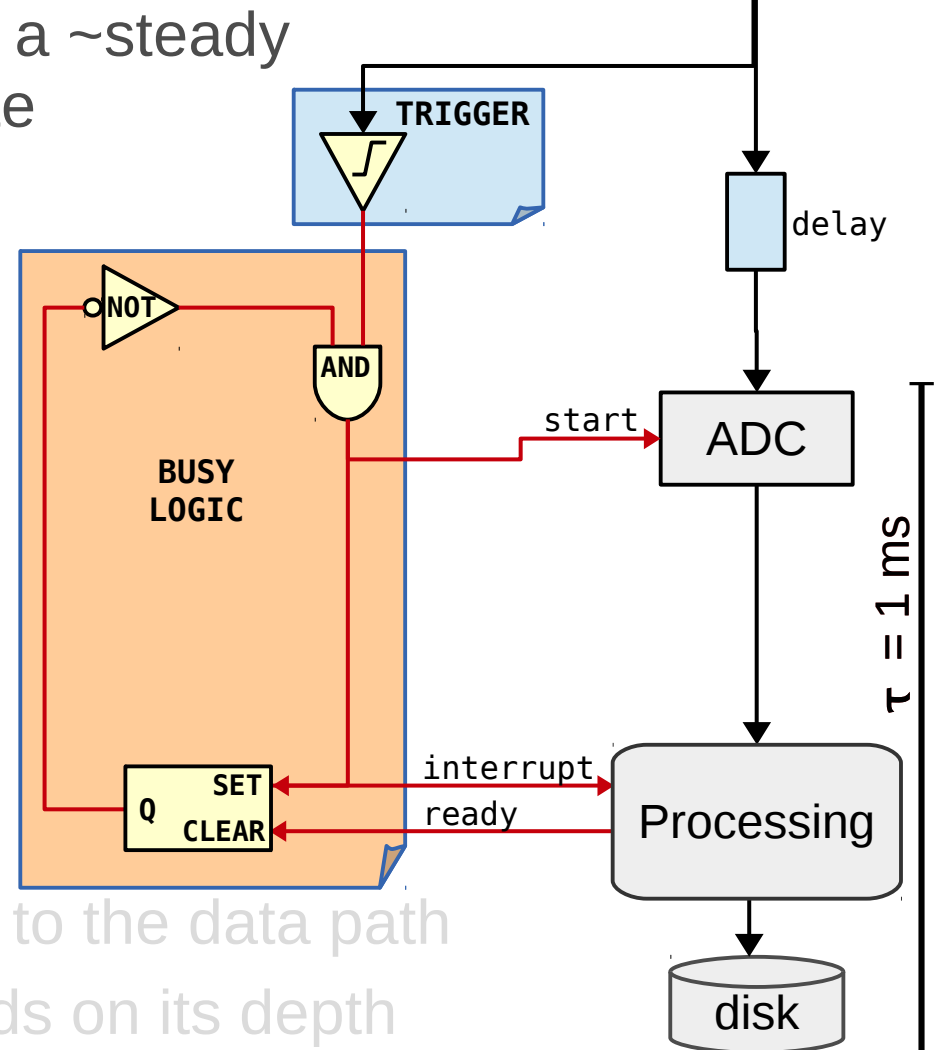 a ~steady
TRIGGER
delay
NOT
AND
start
ADC
BUSY
LOGIC
τ = 1 ms
interrupt
SET
Q
ready
CLEAR
Processing
to the data path
on its depth
disk